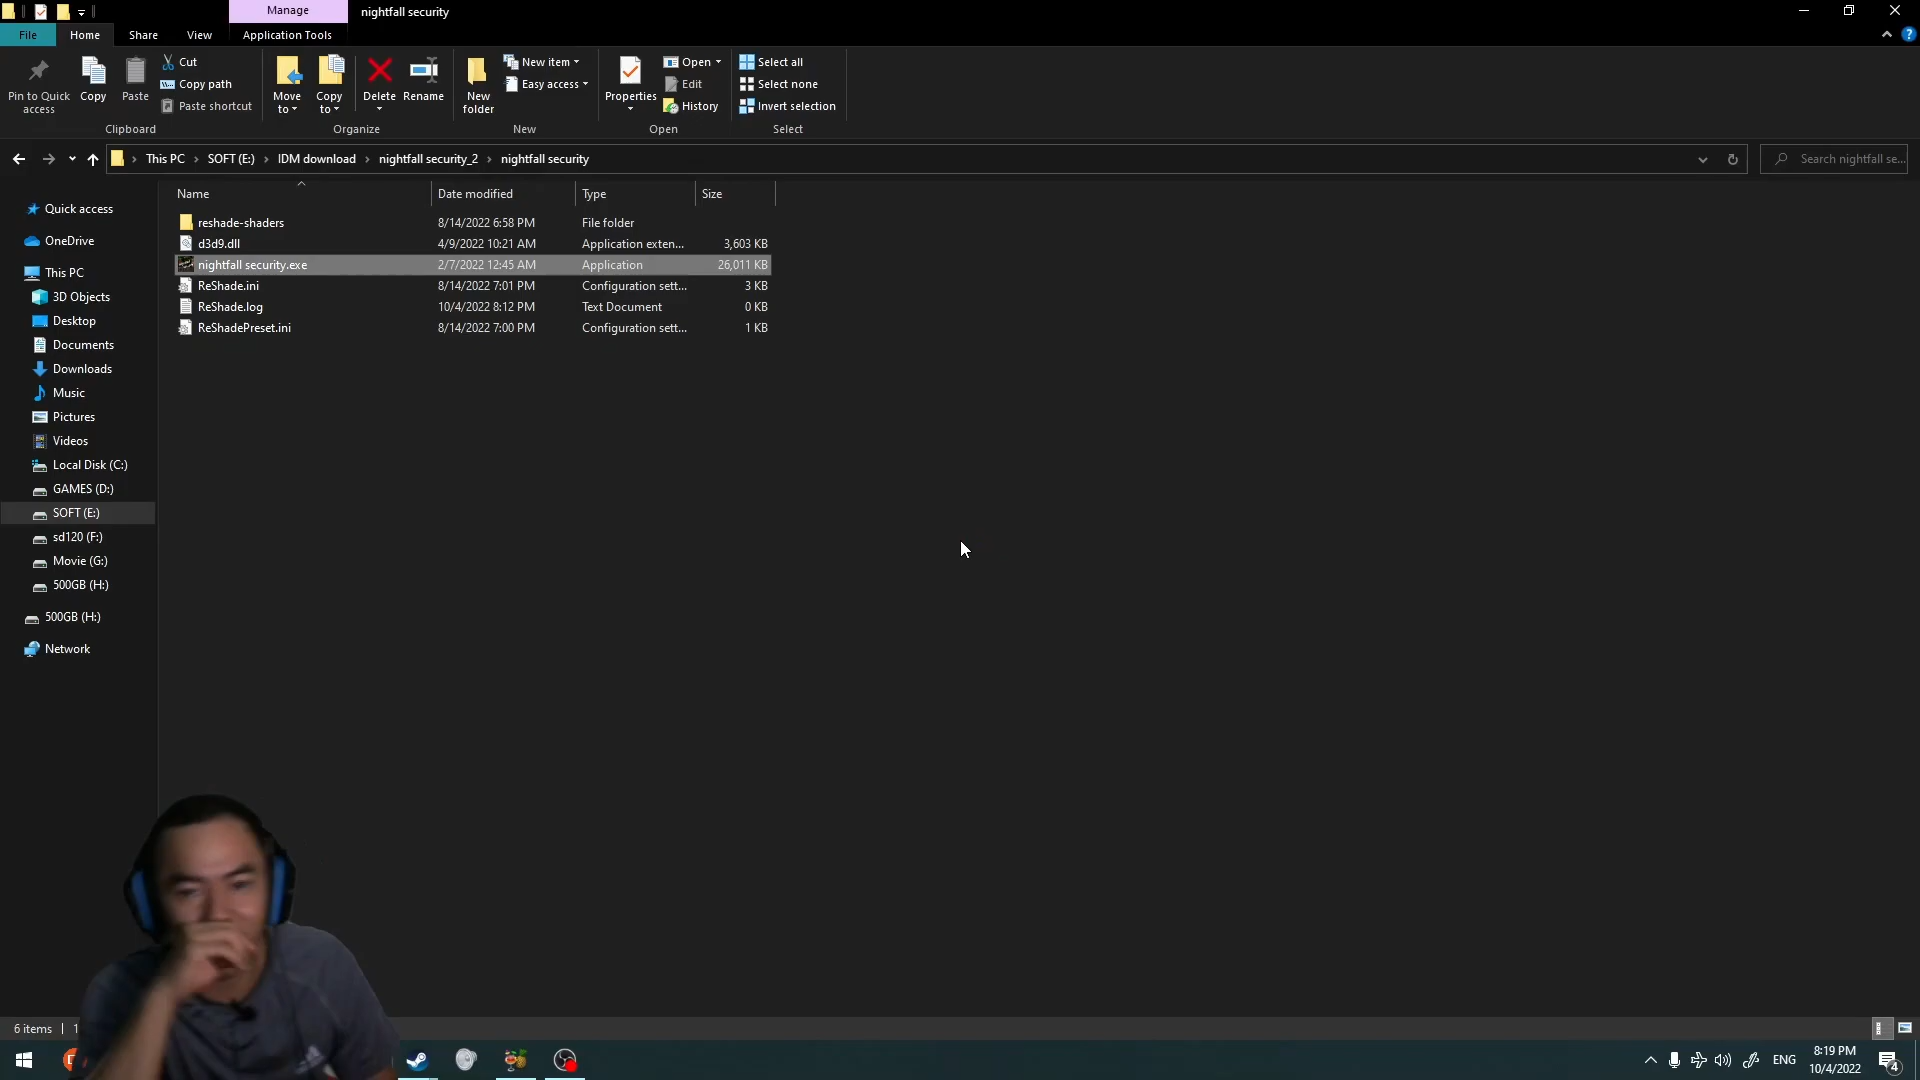 Manage
nightfall security
File
Home
Share
View
Application Tools
Pin to Quick access
Copy
Paste
Cut
Copy path
Paste shortcut
Clipboard
Move to
Copy to
Delete
Rename
Organize
New folder
New item
Easy access
New
Properties
Open
Edit
History
Open
Select all
Select none
Invert selection
Select
This PC
SOFT (E:)
IDM download
nightfall security_2
nightfall security
Search nightfall se...
Name
Date modified
Type
Size
reshade-shaders 8/14/2022 6:58 PM File folder
d3d9.dll 4/9/2022 10:21 AM Application exten... 3,603 KB
nightfall security.exe 2/7/2022 12:45 AM Application 26,011 KB
ReShade.ini 8/14/2022 7:01 PM Configuration sett... 3 KB
ReShade.log 10/4/2022 8:12 PM Text Document 0 KB
ReShadePreset.ini 8/14/2022 7:00 PM Configuration sett... 1 KB
Quick access
OneDrive
This PC
3D Objects
Desktop
Documents
Downloads
Music
Pictures
Videos
Local Disk (C:)
GAMES (D:)
SOFT (E:)
sd120 (F:)
Movie (G:)
500GB (H:)
500GB (H:)
Network
6 items
1
ENG
8:19 PM
10/4/2022
4